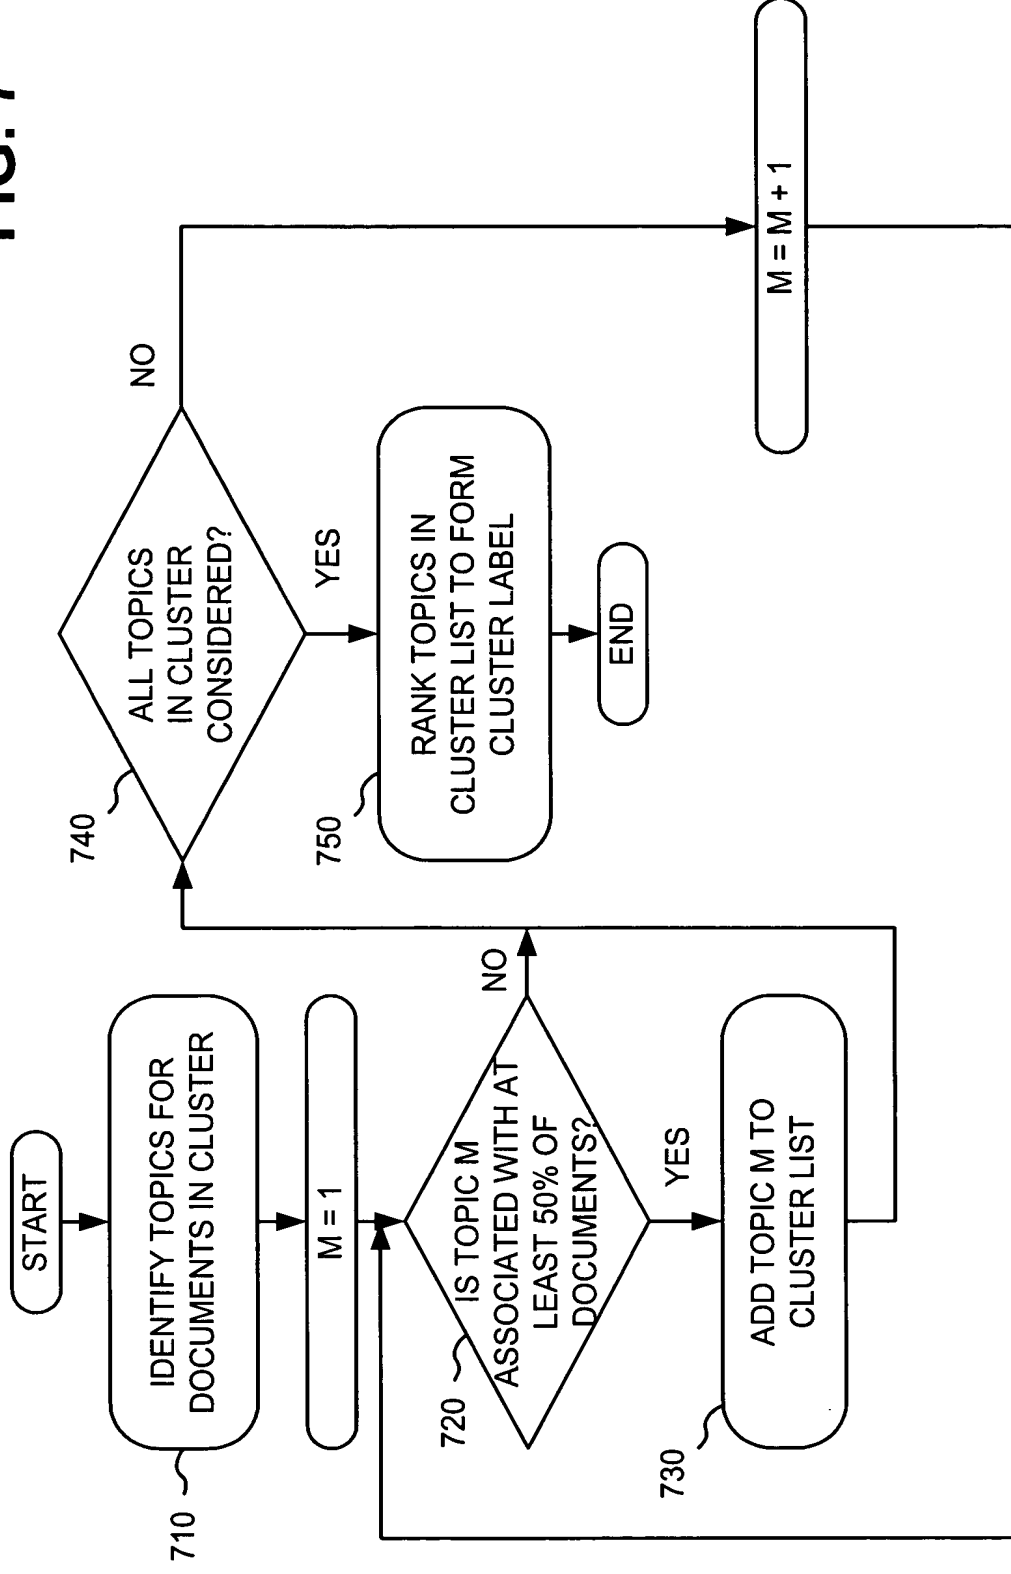 FIG. 7
START
710
IDENTIFY TOPICS FOR
DOCUMENTS IN CLUSTER
M = 1
720
IS TOPIC M
ASSOCIATED WITH AT
LEAST 50% OF
DOCUMENTS?
NO
YES
730
ADD TOPIC M TO
CLUSTER LIST
740
ALL TOPICS
IN CLUSTER
CONSIDERED?
NO
YES
750
RANK TOPICS IN
CLUSTER LIST TO FORM
CLUSTER LABEL
END
M = M + 1